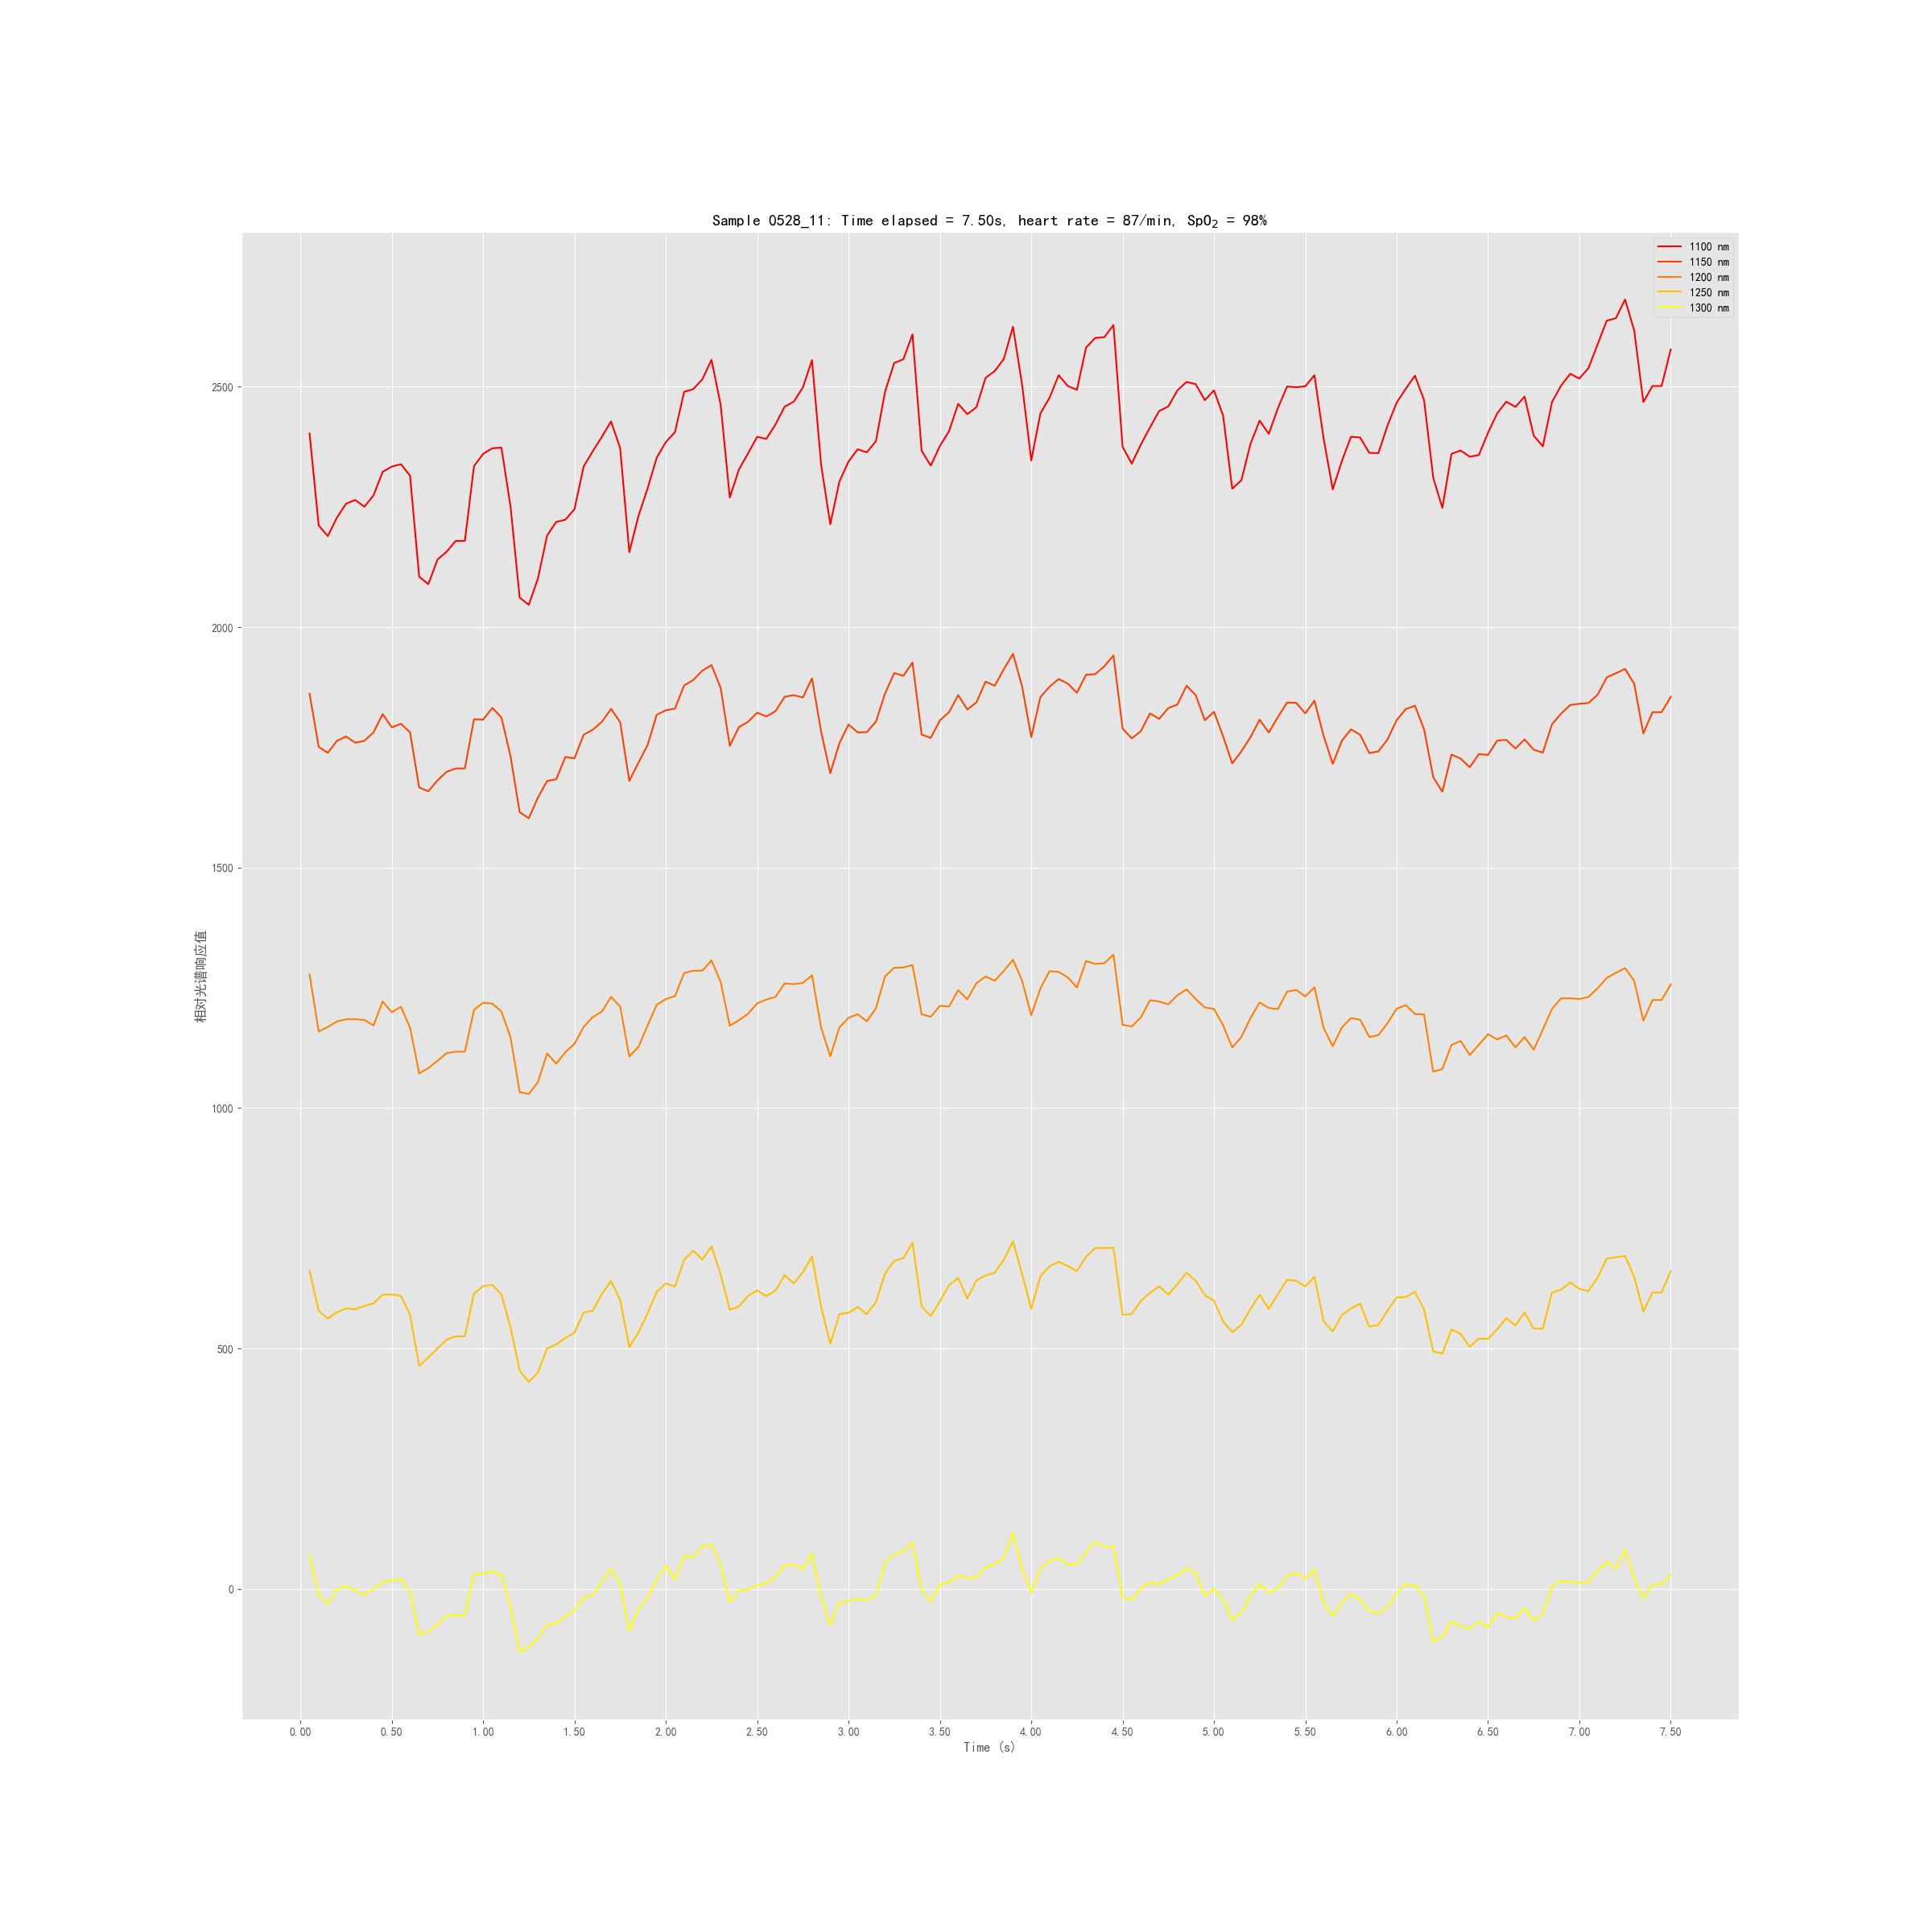 Sample 0528_11: Time elapsed = 7.50s, heart rate = 87/min, SpO2 = 98%
1100 nm
1150 nm
1200 nm
1250 nm
1300 nm
2500
2000
1500
1000
500
0
相对光谱响应值
0.00 0.50 1.00 1.50 2.00 2.50 3.00 3.50 4.00 4.50 5.00 5.50 6.00 6.50 7.00 7.50
Time (s)